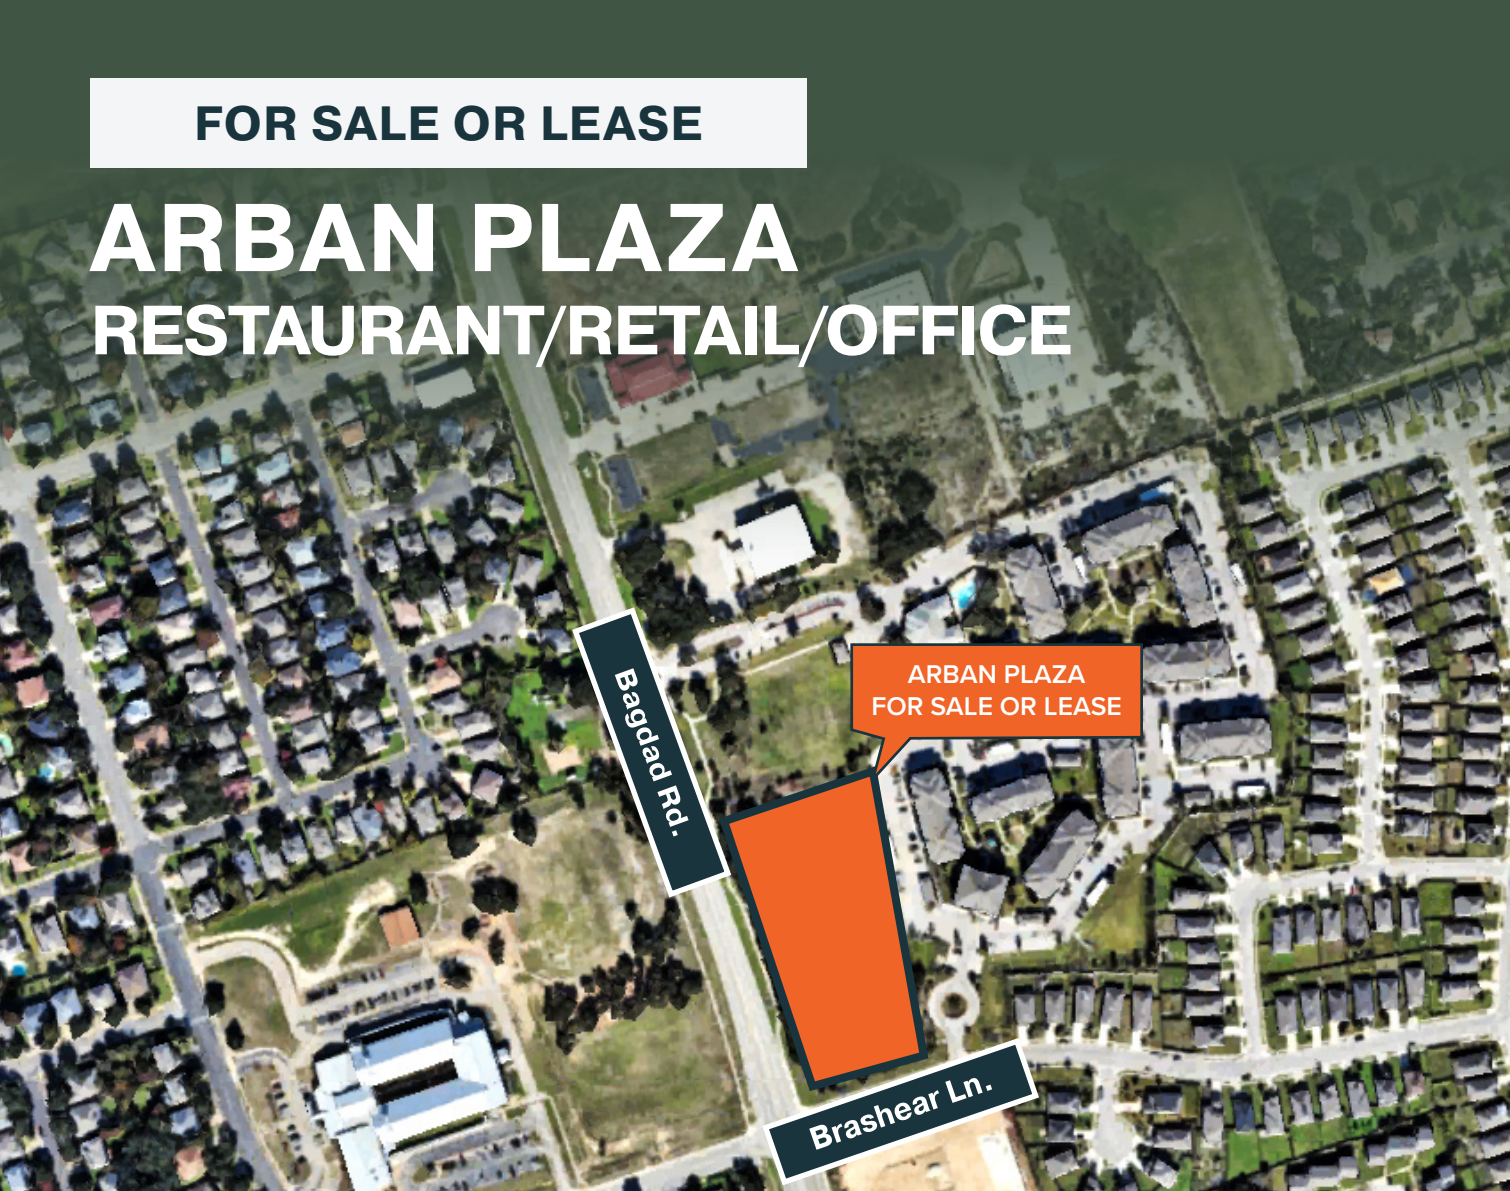 FOR SALE OR LEASE
ARBAN PLAZA
RESTAURANT/RETAIL/OFFICE
Bagdad Rd.
ARBAN PLAZA
FOR SALE OR LEASE
Brashear Ln.